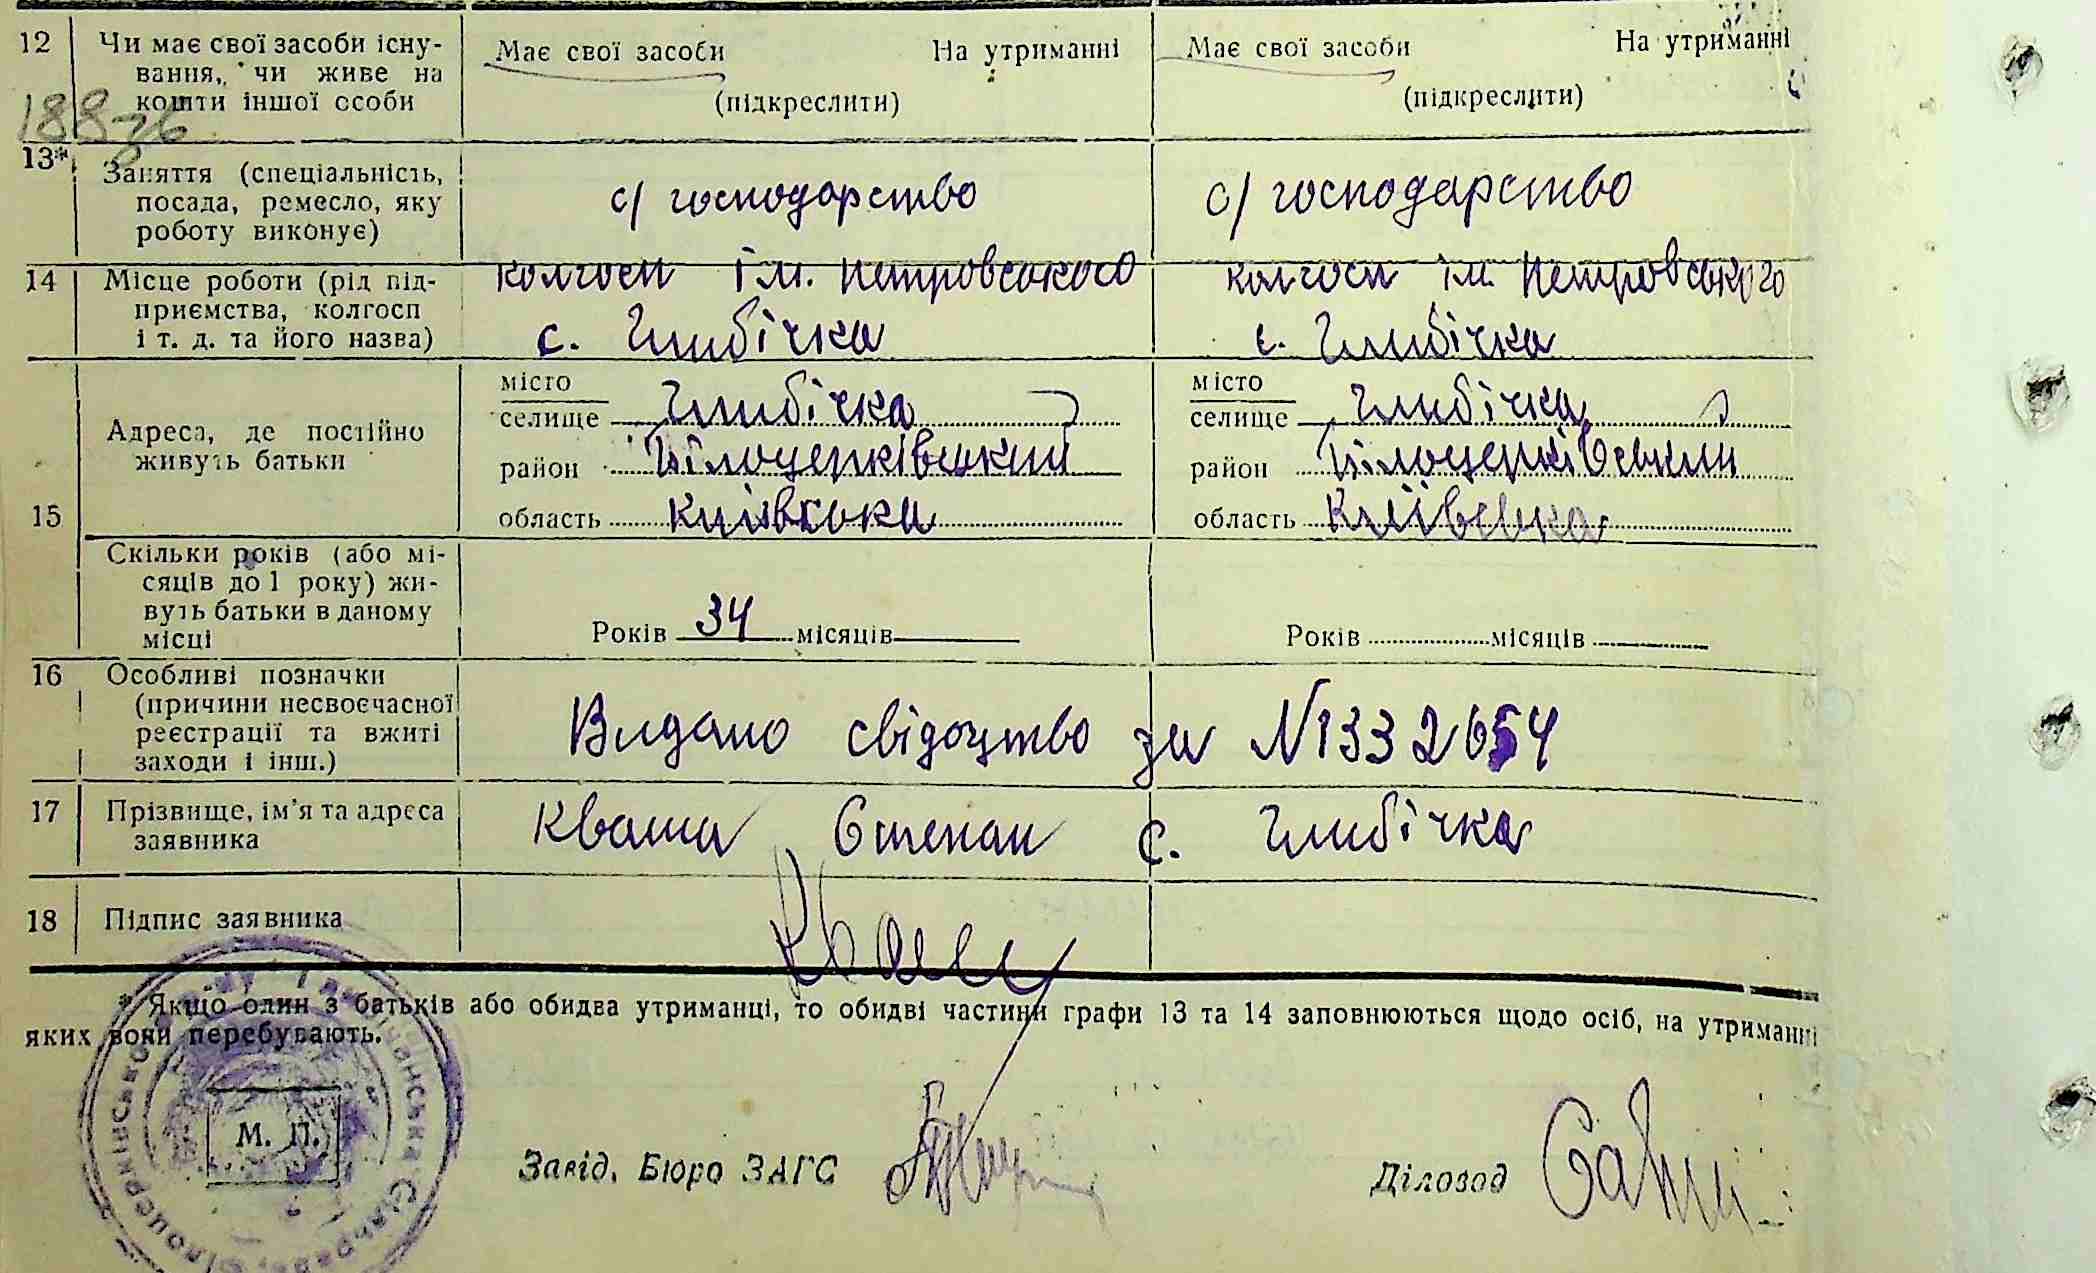 12 Чи має свої засоби існу- Має свої засоби На утриманні Має свої засоби На утриманні
вання, чи живе на
кошти іншої особи (підкреслити) (підкреслити)
188
13* Заняття (спеціальність, с/господарство с/господарство
посада, ремесло, яку
роботу виконує)
14 Місце роботи (рід під- колгосп ім. Петровського колгосп ім. Петровського
приємства, колгосп
і т. д. та його назва) с. Глибічка с. Глибічка
місто місто
селище Глибічка селище Глибічка
Адреса, де постійно
живуть батьки район Білоцерківський район Білоцерківський
15 область Київська область Київська
Скільки років (або мі-
сяців до 1 року) жи-
вуть батьки в даному
місці Років 34 місяців Років місяців
16 Особливі позначки
(причини несвоєчасної
реєстрації та вжиті Видано свідоцтво за №1332654
заходи і інш.)
17 Прізвище, ім’я та адреса Кваша Степан с. Глибічка
заявника
18 Підпис заявника Кваша
* Якщо один з батьків або обидва утриманці, то обидві частини графи 13 та 14 заповнюються щодо осіб, на утриманні
яких вони перебувають.
М. П.
Завід. Бюро ЗАГС Діловод